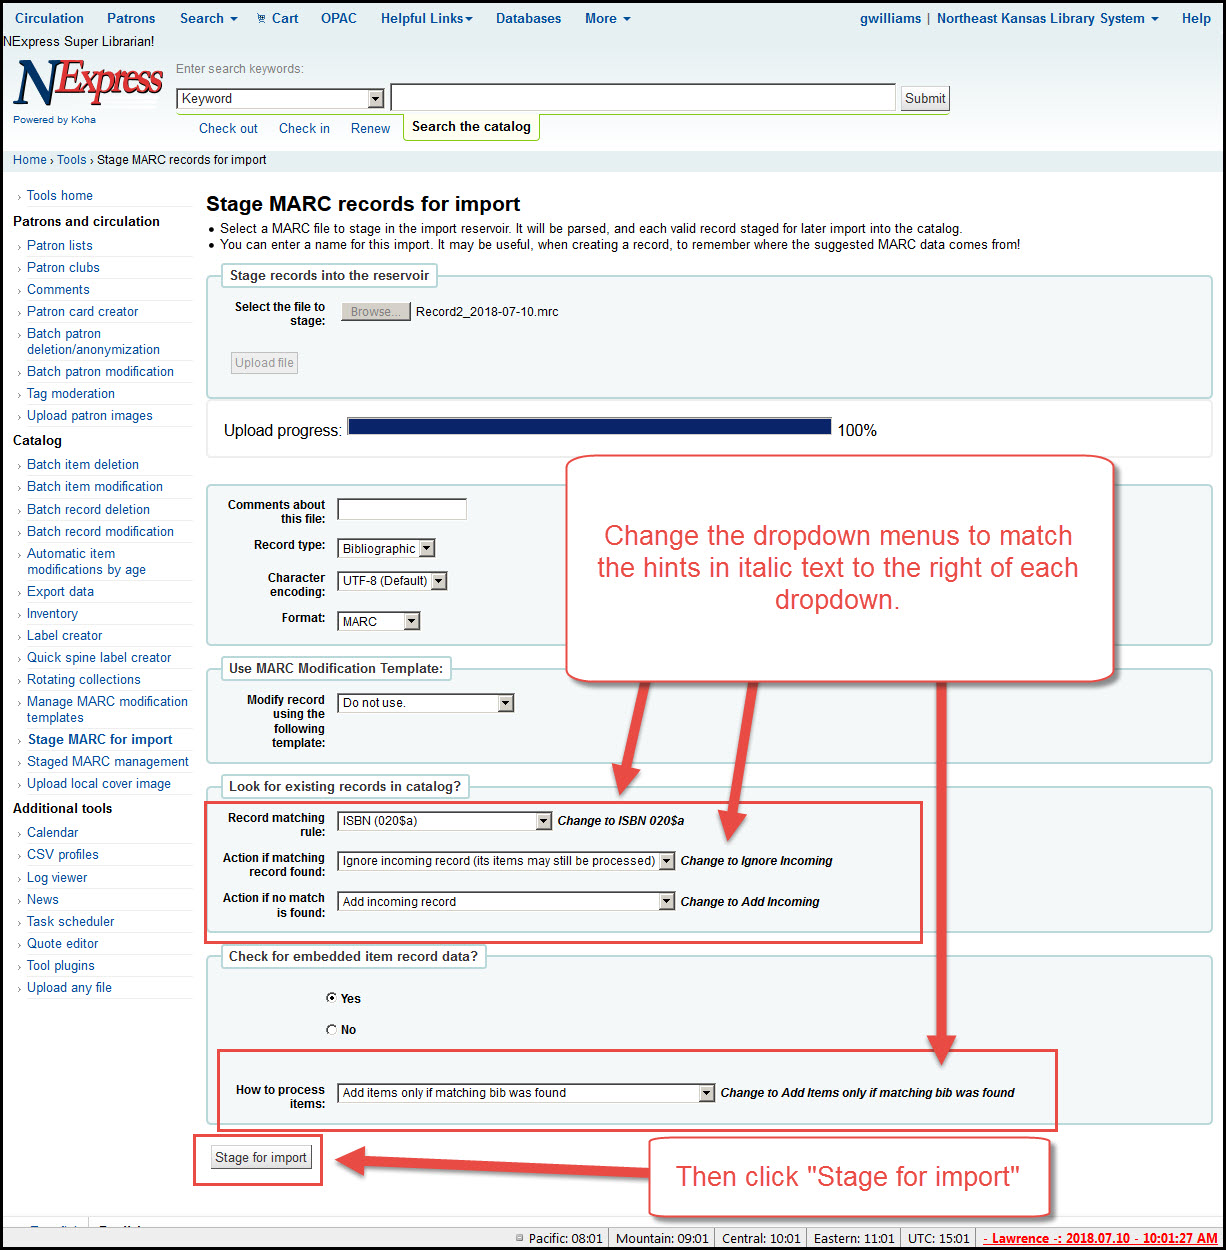 Circulation Patrons Search Cart OPAC Helpful Links Databases More gwilliams | Northeast Kansas Library System Help
NExpress Super Librarian!
NExpress
Powered by Koha
Enter search keywords:
Keyword Submit
Check out Check in Renew Search the catalog
Home › Tools › Stage MARC records for import
› Tools home
Patrons and circulation
› Patron lists
› Patron clubs
› Comments
› Patron card creator
› Batch patron
deletion/anonymization
› Batch patron modification
› Tag moderation
› Upload patron images
Catalog
› Batch item deletion
› Batch item modification
› Batch record deletion
› Batch record modification
› Automatic item
modifications by age
› Export data
› Inventory
› Label creator
› Quick spine label creator
› Rotating collections
› Manage MARC modification
templates
› Stage MARC for import
› Staged MARC management
› Upload local cover image
Additional tools
› Calendar
› CSV profiles
› Log viewer
› News
› Task scheduler
› Quote editor
› Tool plugins
› Upload any file
Stage MARC records for import
• Select a MARC file to stage in the import reservoir. It will be parsed, and each valid record staged for later import into the catalog.
• You can enter a name for this import. It may be useful, when creating a record, to remember where the suggested MARC data comes from!
Stage records into the reservoir
Select the file to
stage: Browse... Record2_2018-07-10.mrc
Upload file
Upload progress: 100%
Comments about
this file:
Record type: Bibliographic
Character
encoding: UTF-8 (Default)
Format: MARC
Change the dropdown menus to match
the hints in italic text to the right of each
dropdown.
Use MARC Modification Template:
Modify record
using the
following
template: Do not use.
Look for existing records in catalog?
Record matching
rule: ISBN (020$a) Change to ISBN 020$a
Action if matching
record found: Ignore incoming record (its items may still be processed) Change to Ignore Incoming
Action if no match
is found: Add incoming record Change to Add Incoming
Check for embedded item record data?
Yes
No
How to process
items: Add items only if matching bib was found Change to Add Items only if matching bib was found
Stage for import
Then click "Stage for import"
Pacific: 08:01 Mountain: 09:01 Central: 10:01 Eastern: 11:01 UTC: 15:01 - Lawrence -: 2018.07.10 - 10:01:27 AM